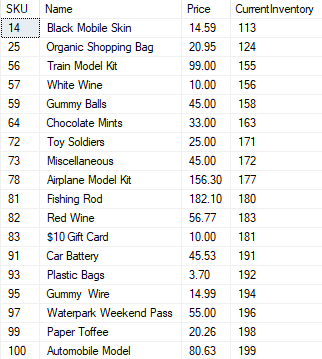 SKU Name Price CurrentInventory
14 Black Mobile Skin 14.59 113
25 Organic Shopping Bag 20.95 124
56 Train Model Kit 99.00 155
57 White Wine 10.00 156
59 Gummy Balls 45.00 158
64 Chocolate Mints 33.00 163
72 Toy Soldiers 25.00 171
73 Miscellaneous 45.00 172
78 Airplane Model Kit 156.30 177
81 Fishing Rod 182.10 180
82 Red Wine 56.77 183
83 $10 Gift Card 10.00 181
91 Car Battery 45.53 191
93 Plastic Bags 3.70 192
95 Gummy Wire 14.99 194
97 Waterpark Weekend Pass 55.00 196
99 Paper Toffee 20.26 198
100 Automobile Model 80.63 199